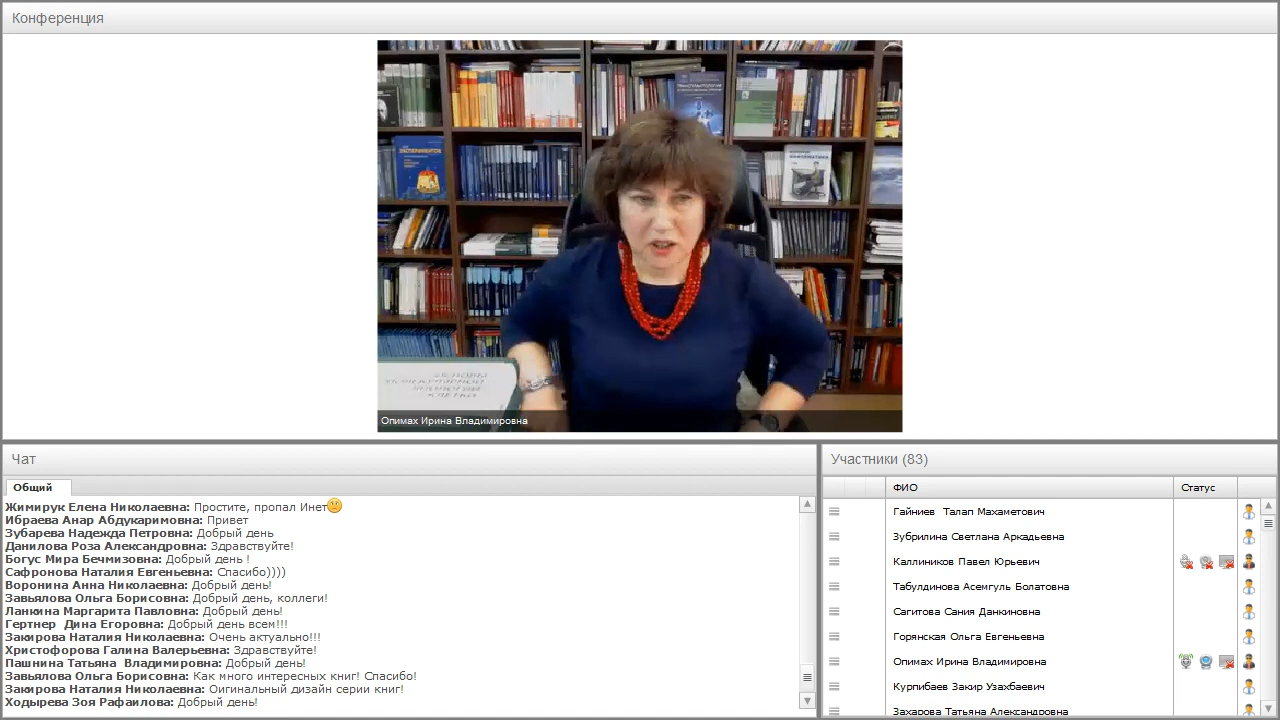 Конференция
Опимах Ирина Владимировна
Чат
Общий
Жимирук Елена Николаевна: Простите, пропал Инет
Ибраева Анар Абдукаримовна: Привет
Зубарева Надежда Петровна: Добрый день
Данилова Роза Александровна: Здравствуйте!
Богус Мира Бечмизовна: Добрый день !
Сафронова Наталия Евгеньевна: Спасибо))))
Воронина Анна Николаевна: Добрый день!
Завьялова Ольга Борисовна: Добрый день, коллеги!
Ланкина Маргарита Павловна: Добрый день!
Гертнер Дина Егоровна: Добрый день всем!!!
Закирова Наталия Николаевна: Очень актуально!!!
Христофорова Галина Валерьевна: Здравствуйте!
Пашнина Татьяна Владимировна: Добрый день!
Завьялова Ольга Борисовна: Как много интересных книг! Спасибо!
Закирова Наталия Николаевна: Оригинальный дизайн серии книг!
Ходырева Зоя Рафаиловна: Добрый день!
Участники (83)
ФИО Статус
Гайниев Талап Махаметович
Зубрилина Светлана Аркадьевна
Каллиников Павел Юрьевич
Табулдинова Асемгуль Болатовна
Сагитова Сания Данкиновна
Горянская Ольга Евгеньевна
Опимах Ирина Владимировна
Курпибаев Закир Узакбаевич
Захарова Татьяна Александровна